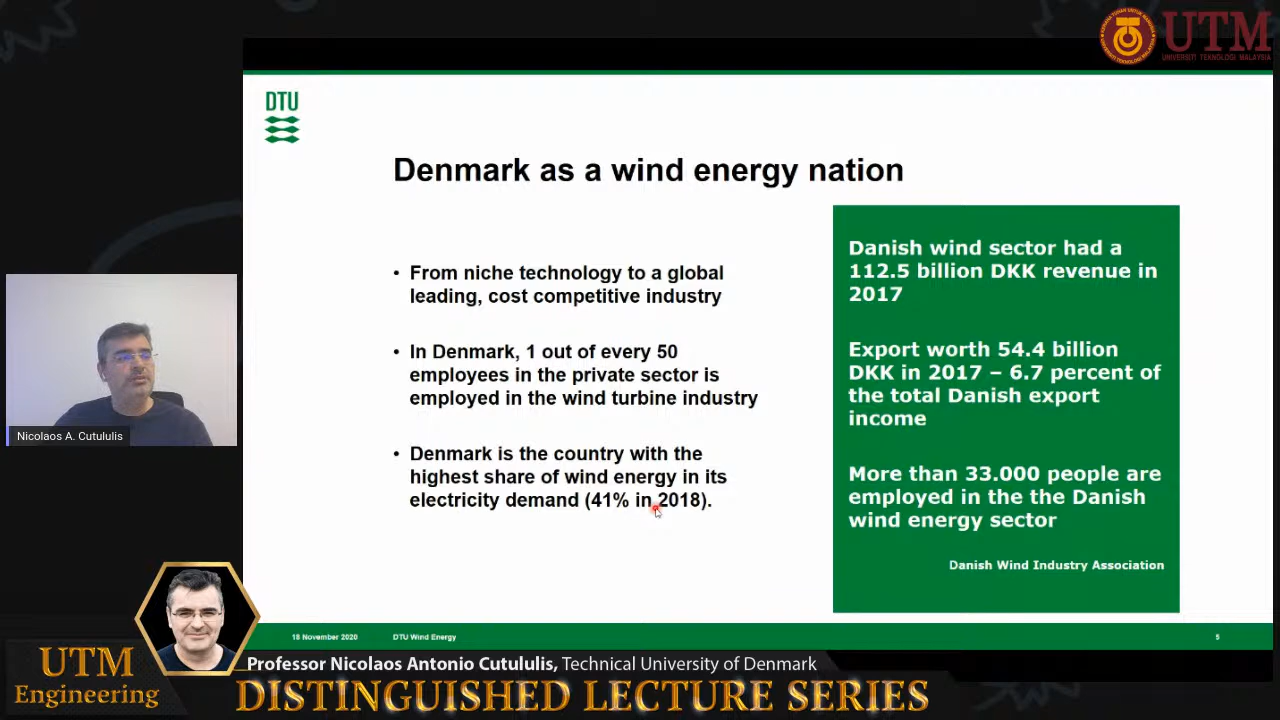 UTM
UNIVERSITI TEKNOLOGI MALAYSIA
DTU
Denmark as a wind energy nation
• From niche technology to a global
leading, cost competitive industry
• In Denmark, 1 out of every 50
employees in the private sector is
employed in the wind turbine industry
• Denmark is the country with the
highest share of wind energy in its
electricity demand (41% in 2018).
Danish wind sector had a
112.5 billion DKK revenue in
2017
Export worth 54.4 billion
DKK in 2017 – 6.7 percent of
the total Danish export
income
More than 33.000 people are
employed in the the Danish
wind energy sector
Danish Wind Industry Association
Nicolaos A. Cutululis
18 November 2020
DTU Wind Energy
5
UTM
Engineering
Professor Nicolaos Antonio Cutululis, Technical University of Denmark
DISTINGUISHED LECTURE SERIES